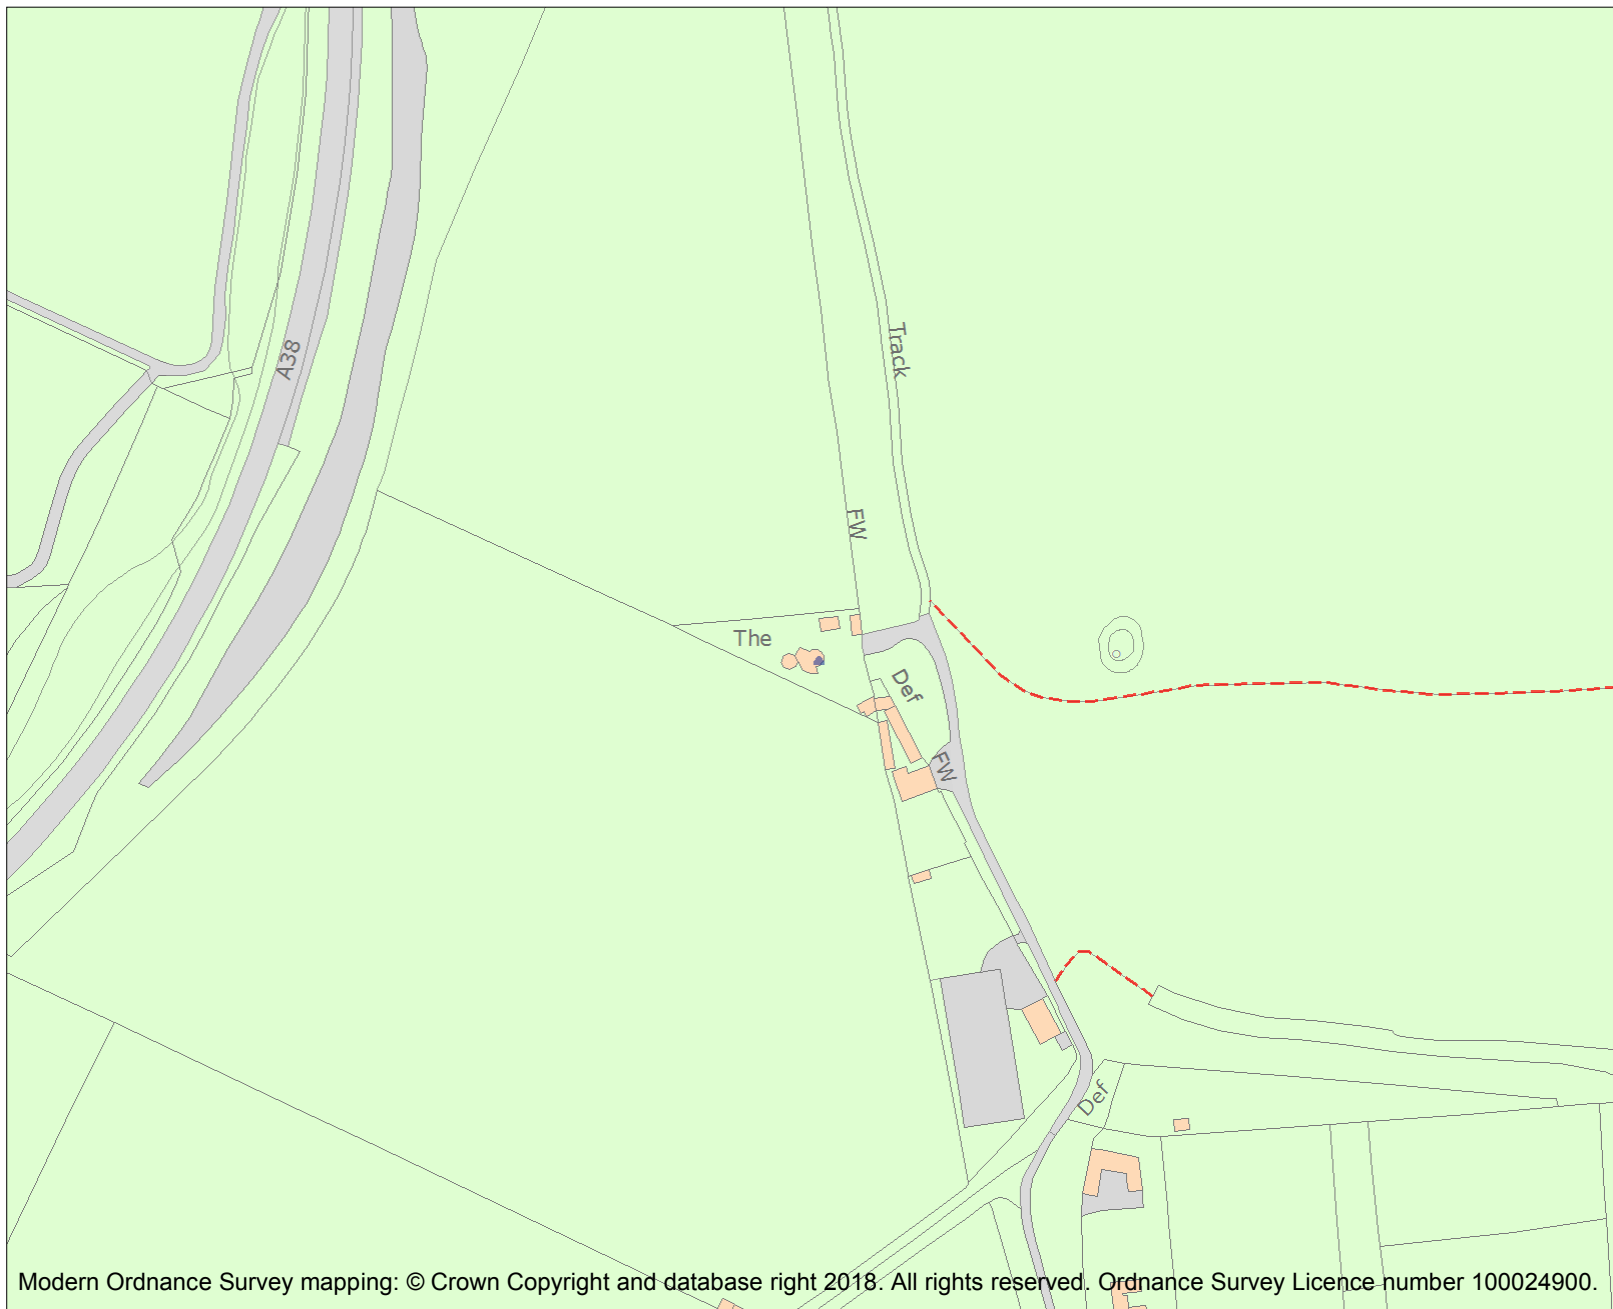 Track
A38
FW
The
Def
FW
Def
Modern Ordnance Survey mapping: © Crown Copyright and database right 2018. All rights reserved. Ordnance Survey Licence number 100024900.